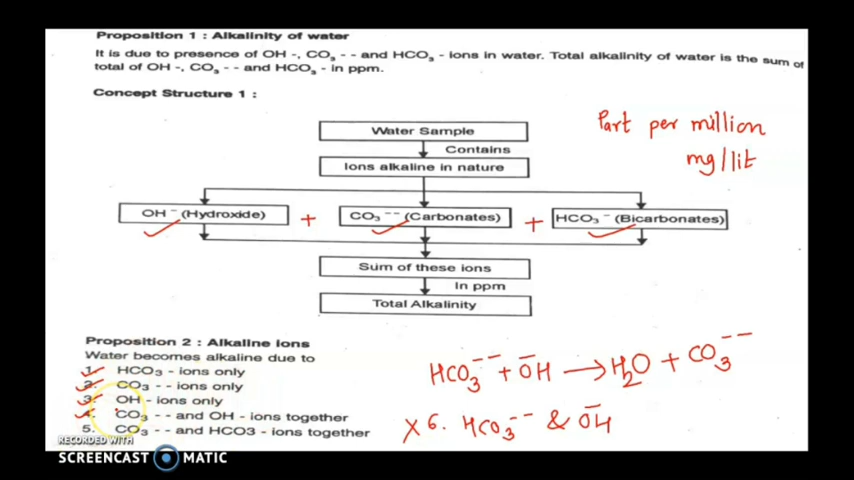 Proposition 1 : Alkalinity of water
It is due to presence of OH -, CO₃ - - and HCO₃ - ions in water. Total alkalinity of water is the sum of
total of OH -, CO₃ - - and HCO₃ - in ppm.
Concept Structure 1 :
Part per million
mg/lit
Water Sample
Contains
Ions alkaline in nature
OH ⁻ (Hydroxide) + CO₃ ⁻⁻ (Carbonates) + HCO₃ ⁻ (Bicarbonates)
Sum of these ions
In ppm
Total Alkalinity
Proposition 2 : Alkaline ions
Water becomes alkaline due to
1. HCO₃ - ions only
2. CO₃ - - ions only
3. OH - ions only
4. CO₃ - - and OH - ions together
5. CO₃ - - and HCO3 - ions together
HCO₃⁻⁻ + ŌH → H₂O + CO₃⁻⁻
X 6. HCO₃⁻⁻ & ŌH
RECORDED WITH
SCREENCAST MATIC